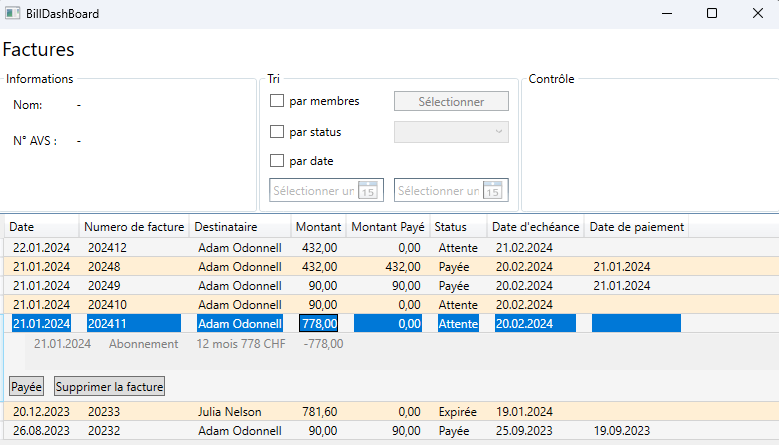 BillDashBoard
Factures
Informations
Nom: -
N° AVS : -
Tri
par membres Sélectionner
par status
par date
Sélectionner un 15 Sélectionner un 15
Contrôle
Date Numero de facture Destinataire Montant Montant Payé Status Date d'echéance Date de paiement
22.01.2024 202412 Adam Odonnell 432,00 0,00 Attente 21.02.2024
21.01.2024 20248 Adam Odonnell 432,00 432,00 Payée 20.02.2024 21.01.2024
21.01.2024 20249 Adam Odonnell 90,00 90,00 Payée 20.02.2024 21.01.2024
21.01.2024 202410 Adam Odonnell 90,00 0,00 Attente 20.02.2024
21.01.2024 202411 Adam Odonnell 778,00 0,00 Attente 20.02.2024
21.01.2024 Abonnement 12 mois 778 CHF -778,00
Payée Supprimer la facture
20.12.2023 20233 Julia Nelson 781,60 0,00 Expirée 19.01.2024
26.08.2023 20232 Adam Odonnell 90,00 90,00 Payée 25.09.2023 19.09.2023